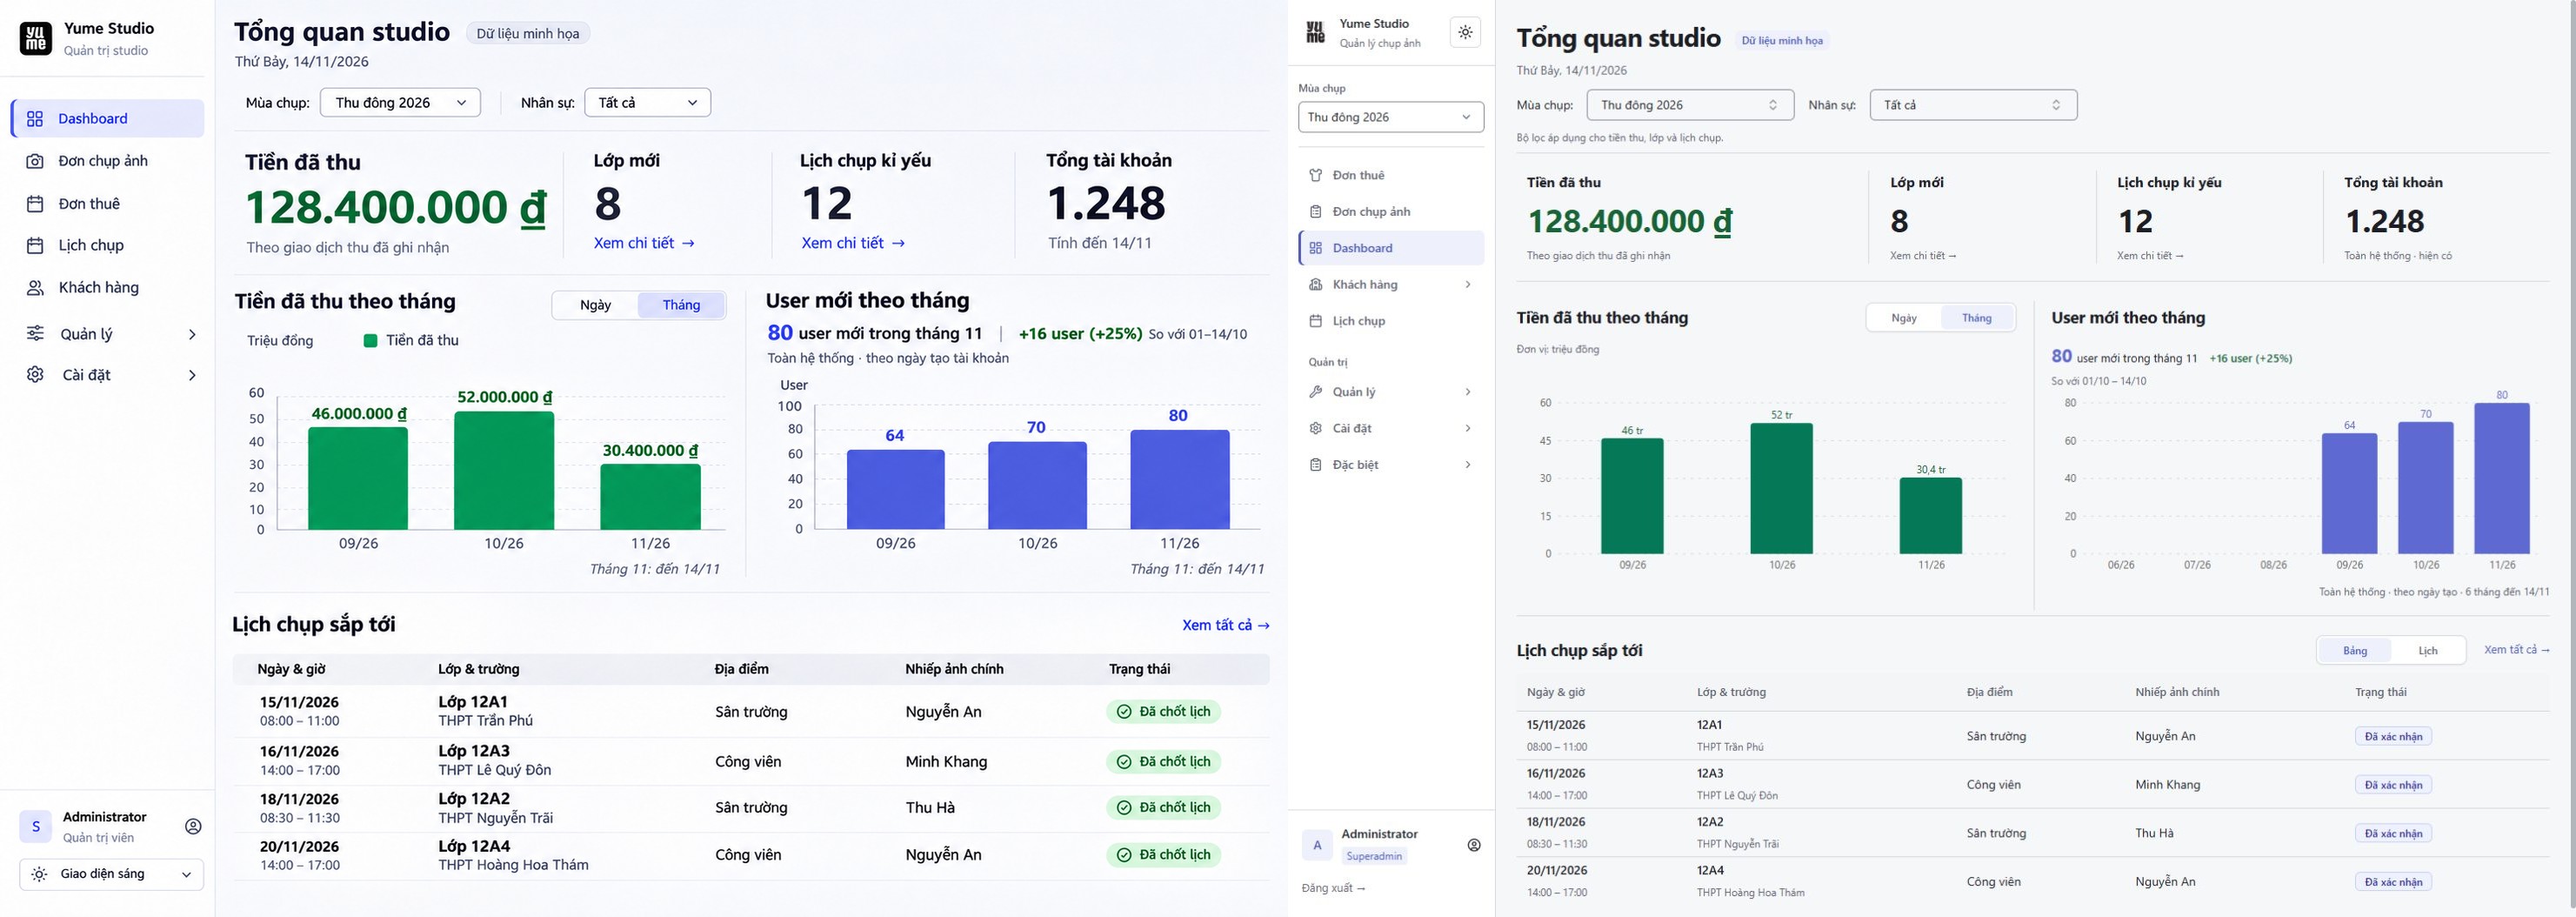 yu
me
Yume Studio
Quản trị studio
Dashboard
Đơn chụp ảnh
Đơn thuê
Lịch chụp
Khách hàng
Quản lý
Cài đặt
S
Administrator
Quản trị viên
Giao diện sáng
Tổng quan studio Dữ liệu minh họa
Thứ Bảy, 14/11/2026
Mùa chụp: Thu đông 2026 Nhân sự: Tất cả
Tiền đã thu Lớp mới Lịch chụp kỉ yếu Tổng tài khoản
128.400.000 ₫ 8 12 1.248
Theo giao dịch thu đã ghi nhận Xem chi tiết → Xem chi tiết → Tính đến 14/11
Tiền đã thu theo tháng Ngày Tháng
Triệu đồng Tiền đã thu
60
50
40
30
20
10
0
46.000.000 ₫ 52.000.000 ₫ 30.400.000 ₫
09/26 10/26 11/26
Tháng 11: đến 14/11
User mới theo tháng
80 user mới trong tháng 11 | +16 user (+25%) So với 01–14/10
Toàn hệ thống · theo ngày tạo tài khoản
User
100
80
60
40
20
0
64 70 80
09/26 10/26 11/26
Tháng 11: đến 14/11
Lịch chụp sắp tới Xem tất cả →
Ngày & giờ Lớp & trường Địa điểm Nhiếp ảnh chính Trạng thái
15/11/2026 Lớp 12A1
08:00 – 11:00 THPT Trần Phú Sân trường Nguyễn An Đã chốt lịch
16/11/2026 Lớp 12A3
14:00 – 17:00 THPT Lê Quý Đôn Công viên Minh Khang Đã chốt lịch
18/11/2026 Lớp 12A2
08:30 – 11:30 THPT Nguyễn Trãi Sân trường Thu Hà Đã chốt lịch
20/11/2026 Lớp 12A4
14:00 – 17:00 THPT Hoàng Hoa Thám Công viên Nguyễn An Đã chốt lịch
yu
me
Yume Studio
Quản lý chụp ảnh
Mùa chụp
Thu đông 2026
Đơn thuê
Đơn chụp ảnh
Dashboard
Khách hàng
Lịch chụp
Quản trị
Quản lý
Cài đặt
Đặc biệt
A
Administrator
Superadmin
Đăng xuất →
Tổng quan studio Dữ liệu minh họa
Thứ Bảy, 14/11/2026
Mùa chụp: Thu đông 2026 Nhân sự: Tất cả
Bộ lọc áp dụng cho tiền thu, lớp và lịch chụp.
Tiền đã thu Lớp mới Lịch chụp kỉ yếu Tổng tài khoản
128.400.000 ₫ 8 12 1.248
Theo giao dịch thu đã ghi nhận Xem chi tiết → Xem chi tiết → Toàn hệ thống · hiện có
Tiền đã thu theo tháng Ngày Tháng
Đơn vị: triệu đồng
60
45
30
15
0
46 tr 52 tr 30,4 tr
09/26 10/26 11/26
User mới theo tháng
80 user mới trong tháng 11 +16 user (+25%)
So với 01/10 – 14/10
80
60
40
20
0
64 70 80
06/26 07/26 08/26 09/26 10/26 11/26
Toàn hệ thống · theo ngày tạo · 6 tháng đến 14/11
Lịch chụp sắp tới Bảng Lịch Xem tất cả →
Ngày & giờ Lớp & trường Địa điểm Nhiếp ảnh chính Trạng thái
15/11/2026 12A1
08:00 – 11:00 THPT Trần Phú Sân trường Nguyễn An Đã xác nhận
16/11/2026 12A3
14:00 – 17:00 THPT Lê Quý Đôn Công viên Minh Khang Đã xác nhận
18/11/2026 12A2
08:30 – 11:30 THPT Nguyễn Trãi Sân trường Thu Hà Đã xác nhận
20/11/2026 12A4
14:00 – 17:00 THPT Hoàng Hoa Thám Công viên Nguyễn An Đã xác nhận